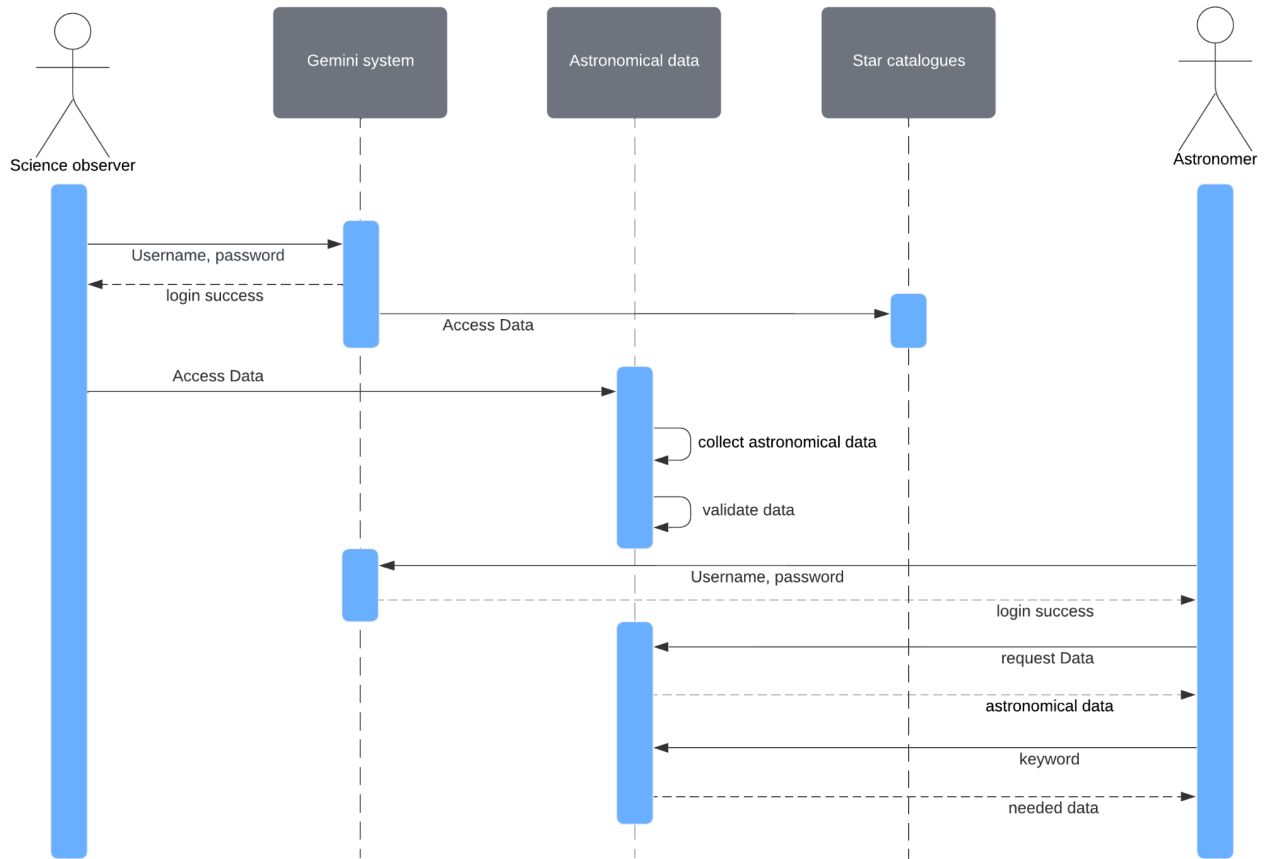 Gemini system
Astronomical data
Star catalogues
Science observer
Astronomer
Username, password
login success
Access Data
Access Data
collect astronomical data
validate data
Username, password
login success
request Data
astronomical data
keyword
needed data